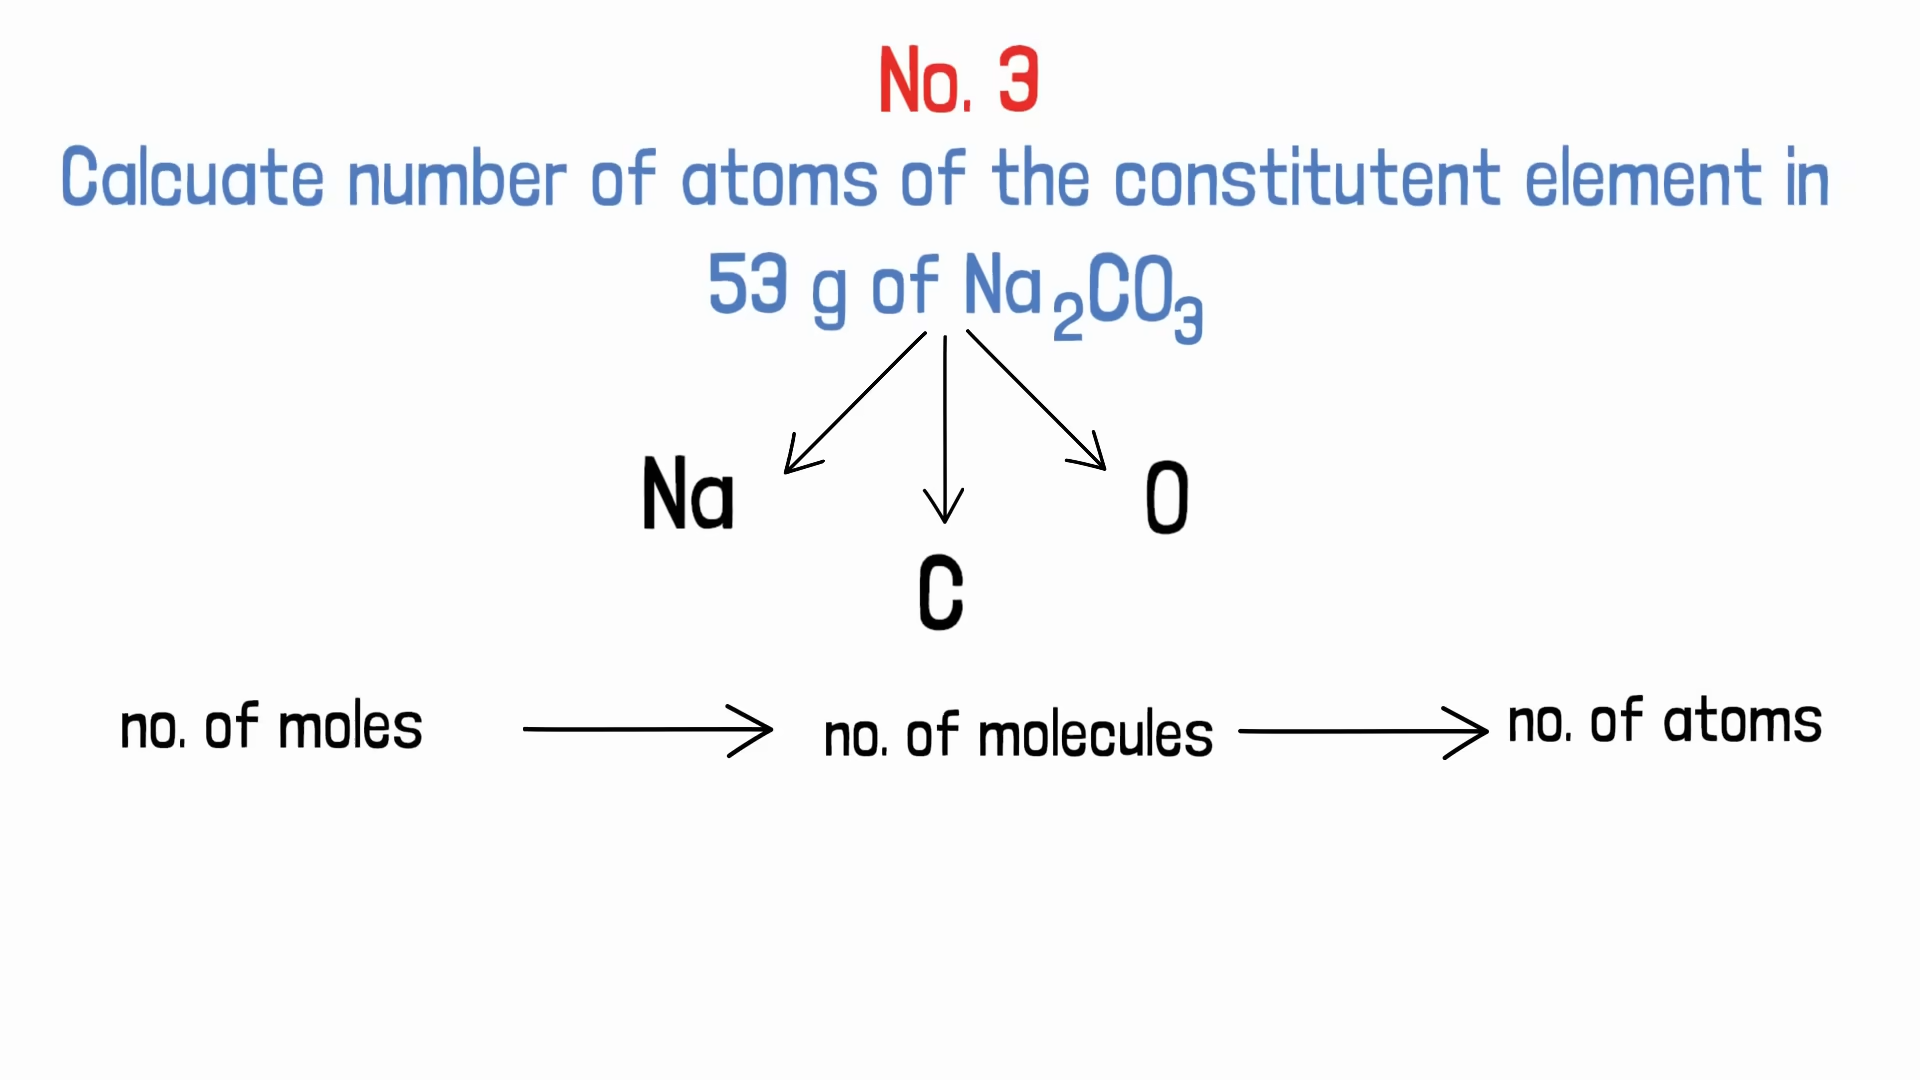 No. 3
Calcuate number of atoms of the constitutent element in
53 g of Na₂CO₃
Na
O
C
no. of moles
no. of molecules
no. of atoms